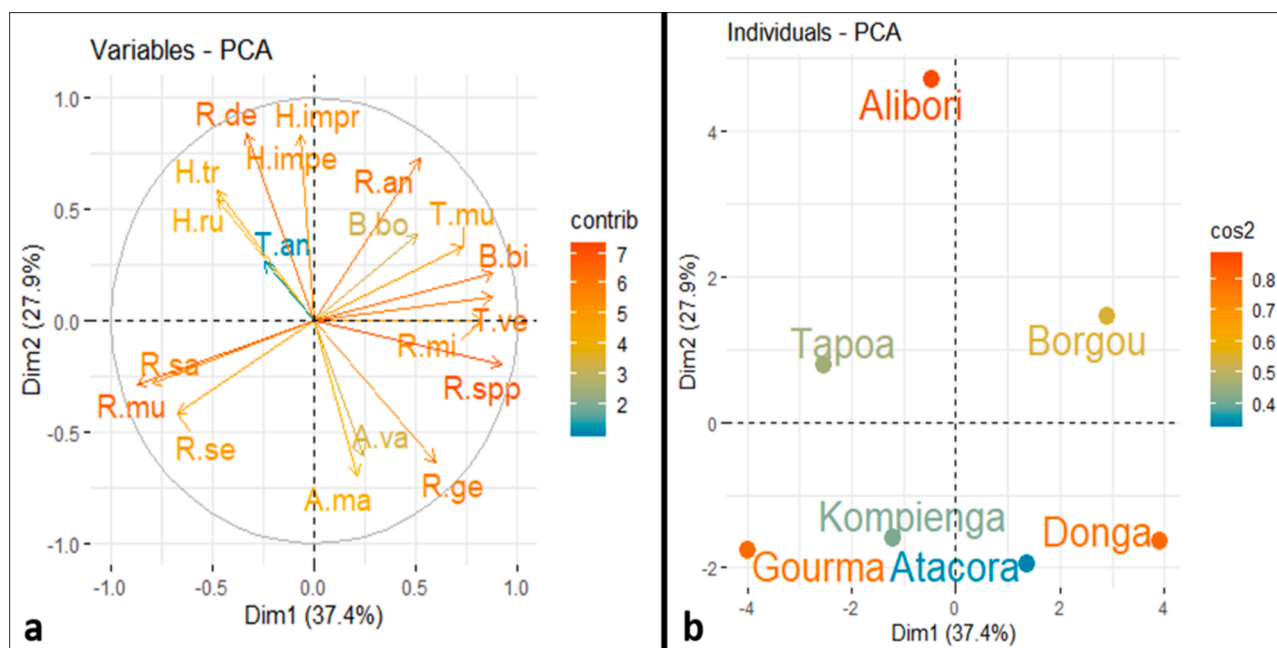 Variables - PCA
1.0
0.5
0.0
-0.5
-1.0
Dim2 (27.9%)
R.de
H.impr
H.impe
R.an
H.tr
H.ru
T.an
B.bo
T.mu
B.bi
T.ve
R.mi
R.spp
R.sa
R.mu
R.se
A.va
A.ma
R.ge
-1.0 -0.5 0.0 0.5 1.0
Dim1 (37.4%)
contrib
7
6
5
4
3
2
a
Individuals - PCA
4
2
0
-2
Dim2 (27.9%)
Alibori
Tapoa
Borgou
Kompienga
Donga
Gourma
Atacora
-4 -2 0 2 4
Dim1 (37.4%)
cos2
0.8
0.6
0.4
b